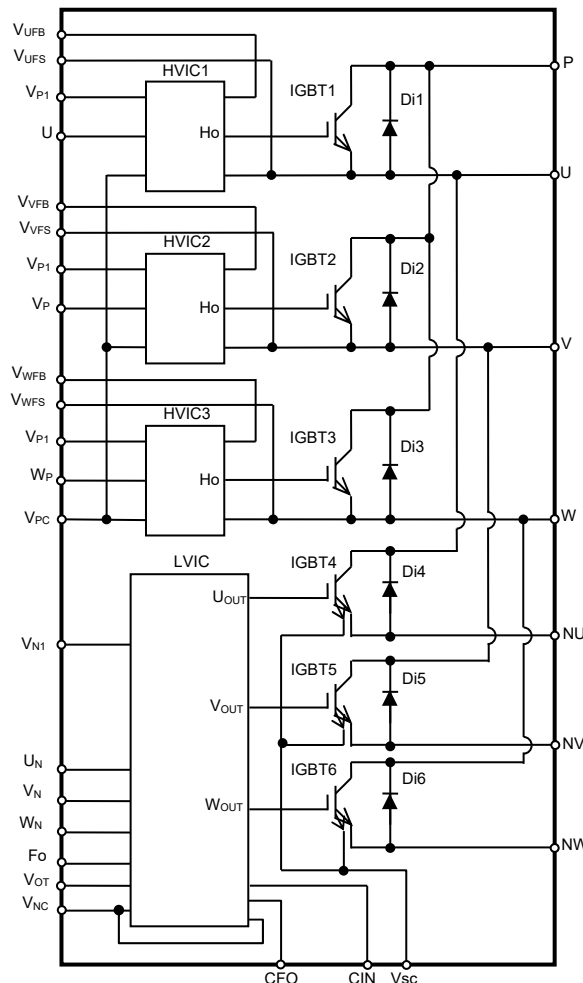 VUFB
VUFS
HVIC1
P
VP1
IGBT1
Di1
U
Ho
U
VVFB
VVFS
HVIC2
VP1
IGBT2
Di2
VP
Ho
V
VWFB
VWFS
HVIC3
VP1
IGBT3
Di3
WP
Ho
VPC
W
LVIC
IGBT4
UOUT
Di4
VN1
NU
IGBT5
VOUT
Di5
UN
NV
VN
IGBT6
Di6
WN
WOUT
Fo
NW
VOT
VNC
CFO
CIN
Vsc